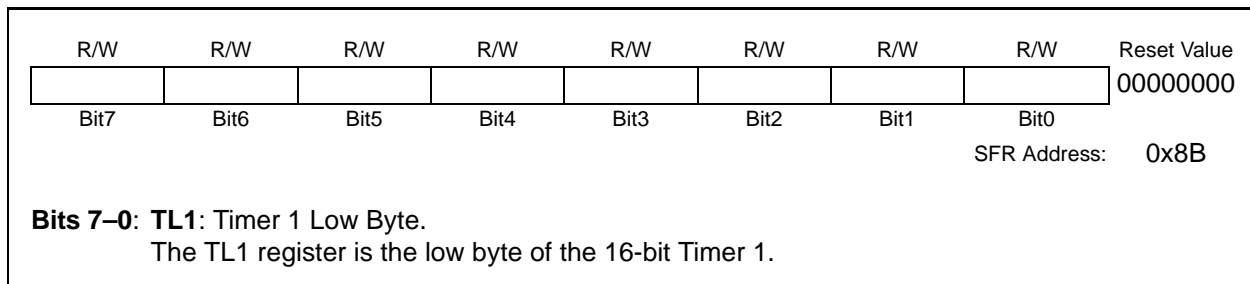 R/W R/W R/W R/W R/W R/W R/W R/W Reset Value
00000000
Bit7 Bit6 Bit5 Bit4 Bit3 Bit2 Bit1 Bit0
SFR Address: 0x8B
Bits 7–0: TL1: Timer 1 Low Byte.
The TL1 register is the low byte of the 16-bit Timer 1.